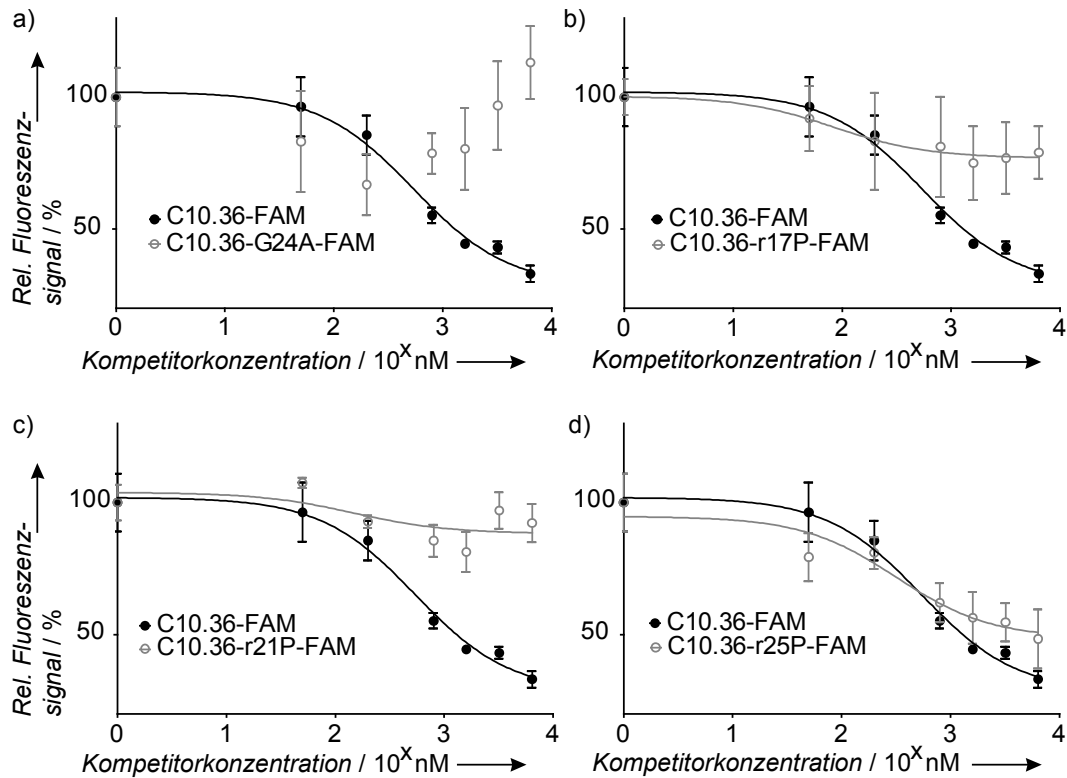 a)
Rel. Fluoreszenz-
signal / %
100
50
C10.36-FAM
C10.36-G24A-FAM
0 1 2 3 4
Kompetitorkonzentration / 10^x nM
b)
100
50
C10.36-FAM
C10.36-r17P-FAM
0 1 2 3 4
Kompetitorkonzentration / 10^x nM
c)
Rel. Fluoreszenz-
signal / %
100
50
C10.36-FAM
C10.36-r21P-FAM
0 1 2 3 4
Kompetitorkonzentration / 10^x nM
d)
100
50
C10.36-FAM
C10.36-r25P-FAM
0 1 2 3 4
Kompetitorkonzentration / 10^x nM